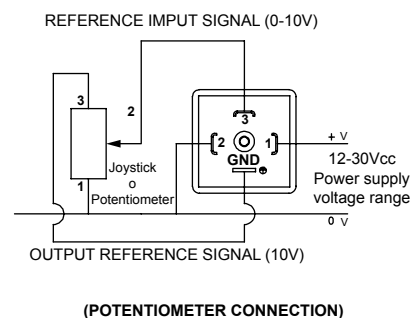 REFERENCE IMPUT SIGNAL (0-10V)
3
2
3
2
1
+ V
GND
Joystick
o
Potentiometer
1
12-30Vcc
Power supply
voltage range
0 V
OUTPUT REFERENCE SIGNAL (10V)
(POTENTIOMETER CONNECTION)